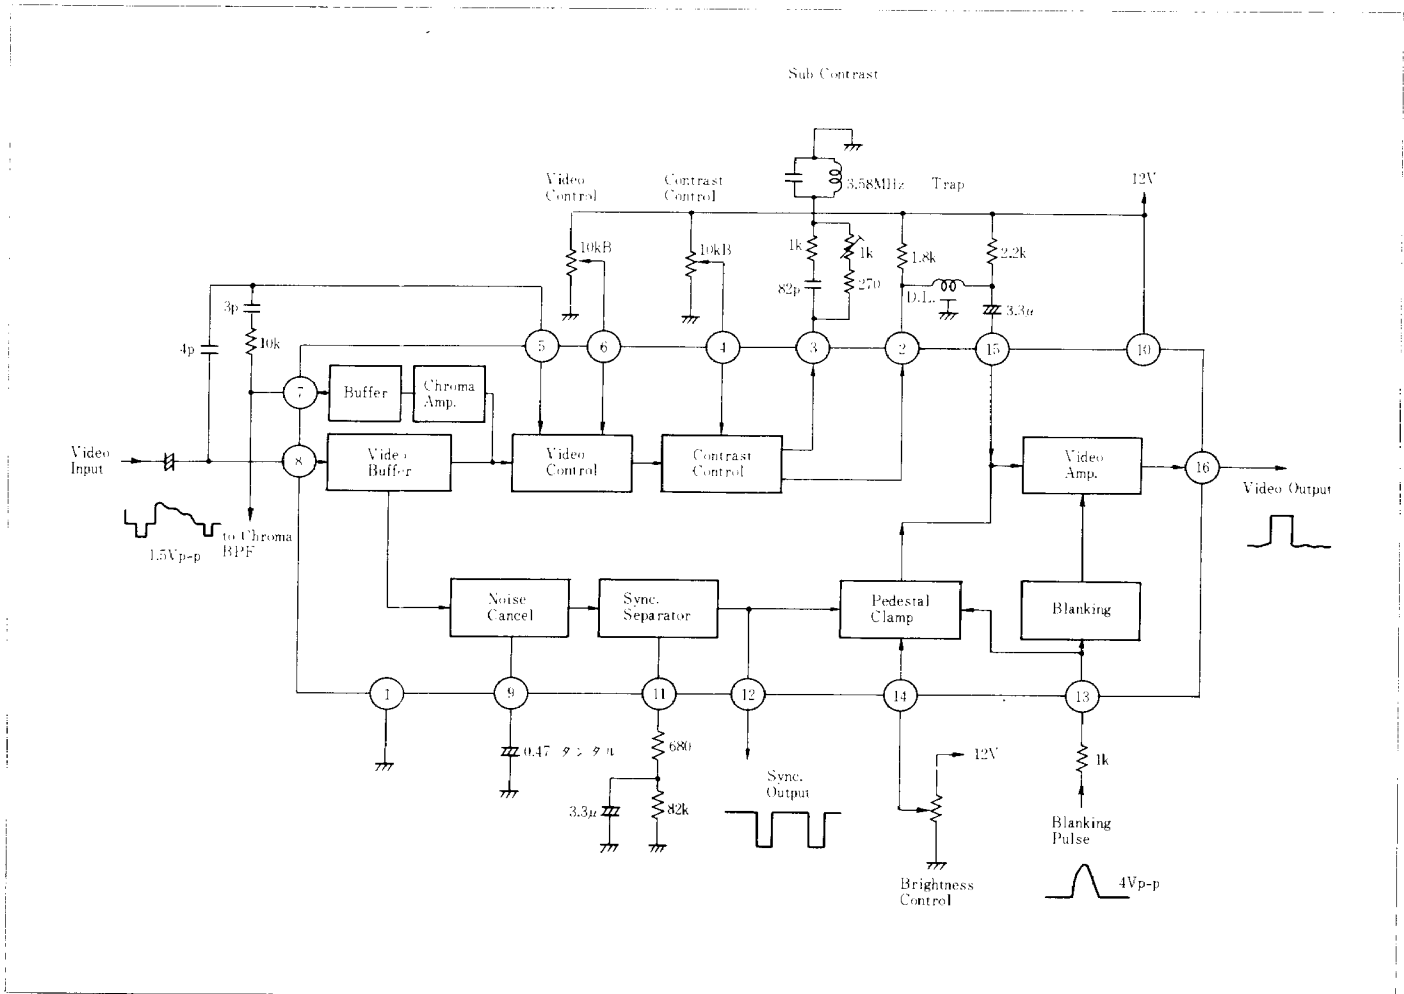 Sub Contrast
3.58MHz Trap
12V
Video
Control
Contrast
Control
10kB
10kB
1k
1k
82p
270
1.8k
2.2k
D.L.
3.3μ
3p
10k
4p
5
6
4
3
2
15
10
7
Buffer
Chroma
Amp.
Video
Input
8
Video
Buffer
Video
Control
Contrast
Control
Video
Amp.
16
Video Output
1.5Vp-p
to Chroma
BPF
Noise
Cancel
Sync.
Separator
Pedestal
Clamp
Blanking
1
9
11
12
14
13
0.47 タンタル
680
3.3μ
82k
Sync.
Output
12V
1k
Brightness
Control
Blanking
Pulse
4Vp-p